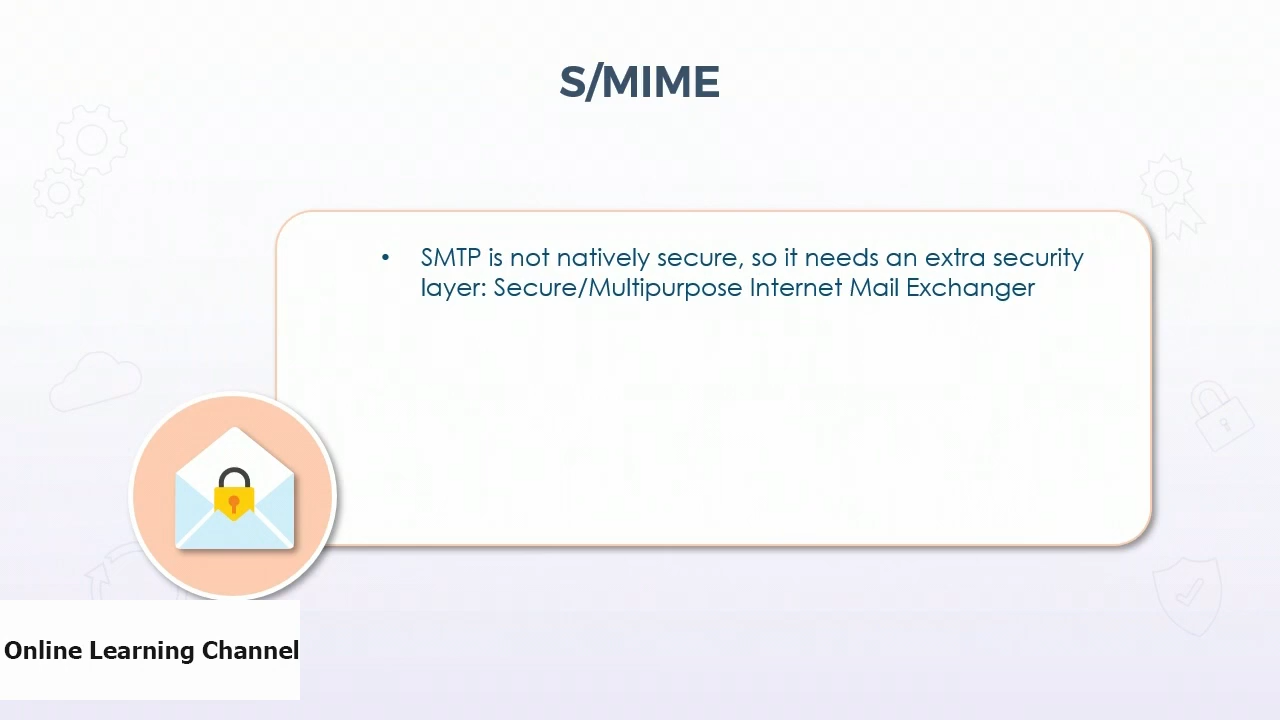 S/MIME
• SMTP is not natively secure, so it needs an extra security
layer: Secure/Multipurpose Internet Mail Exchanger
Online Learning Channel